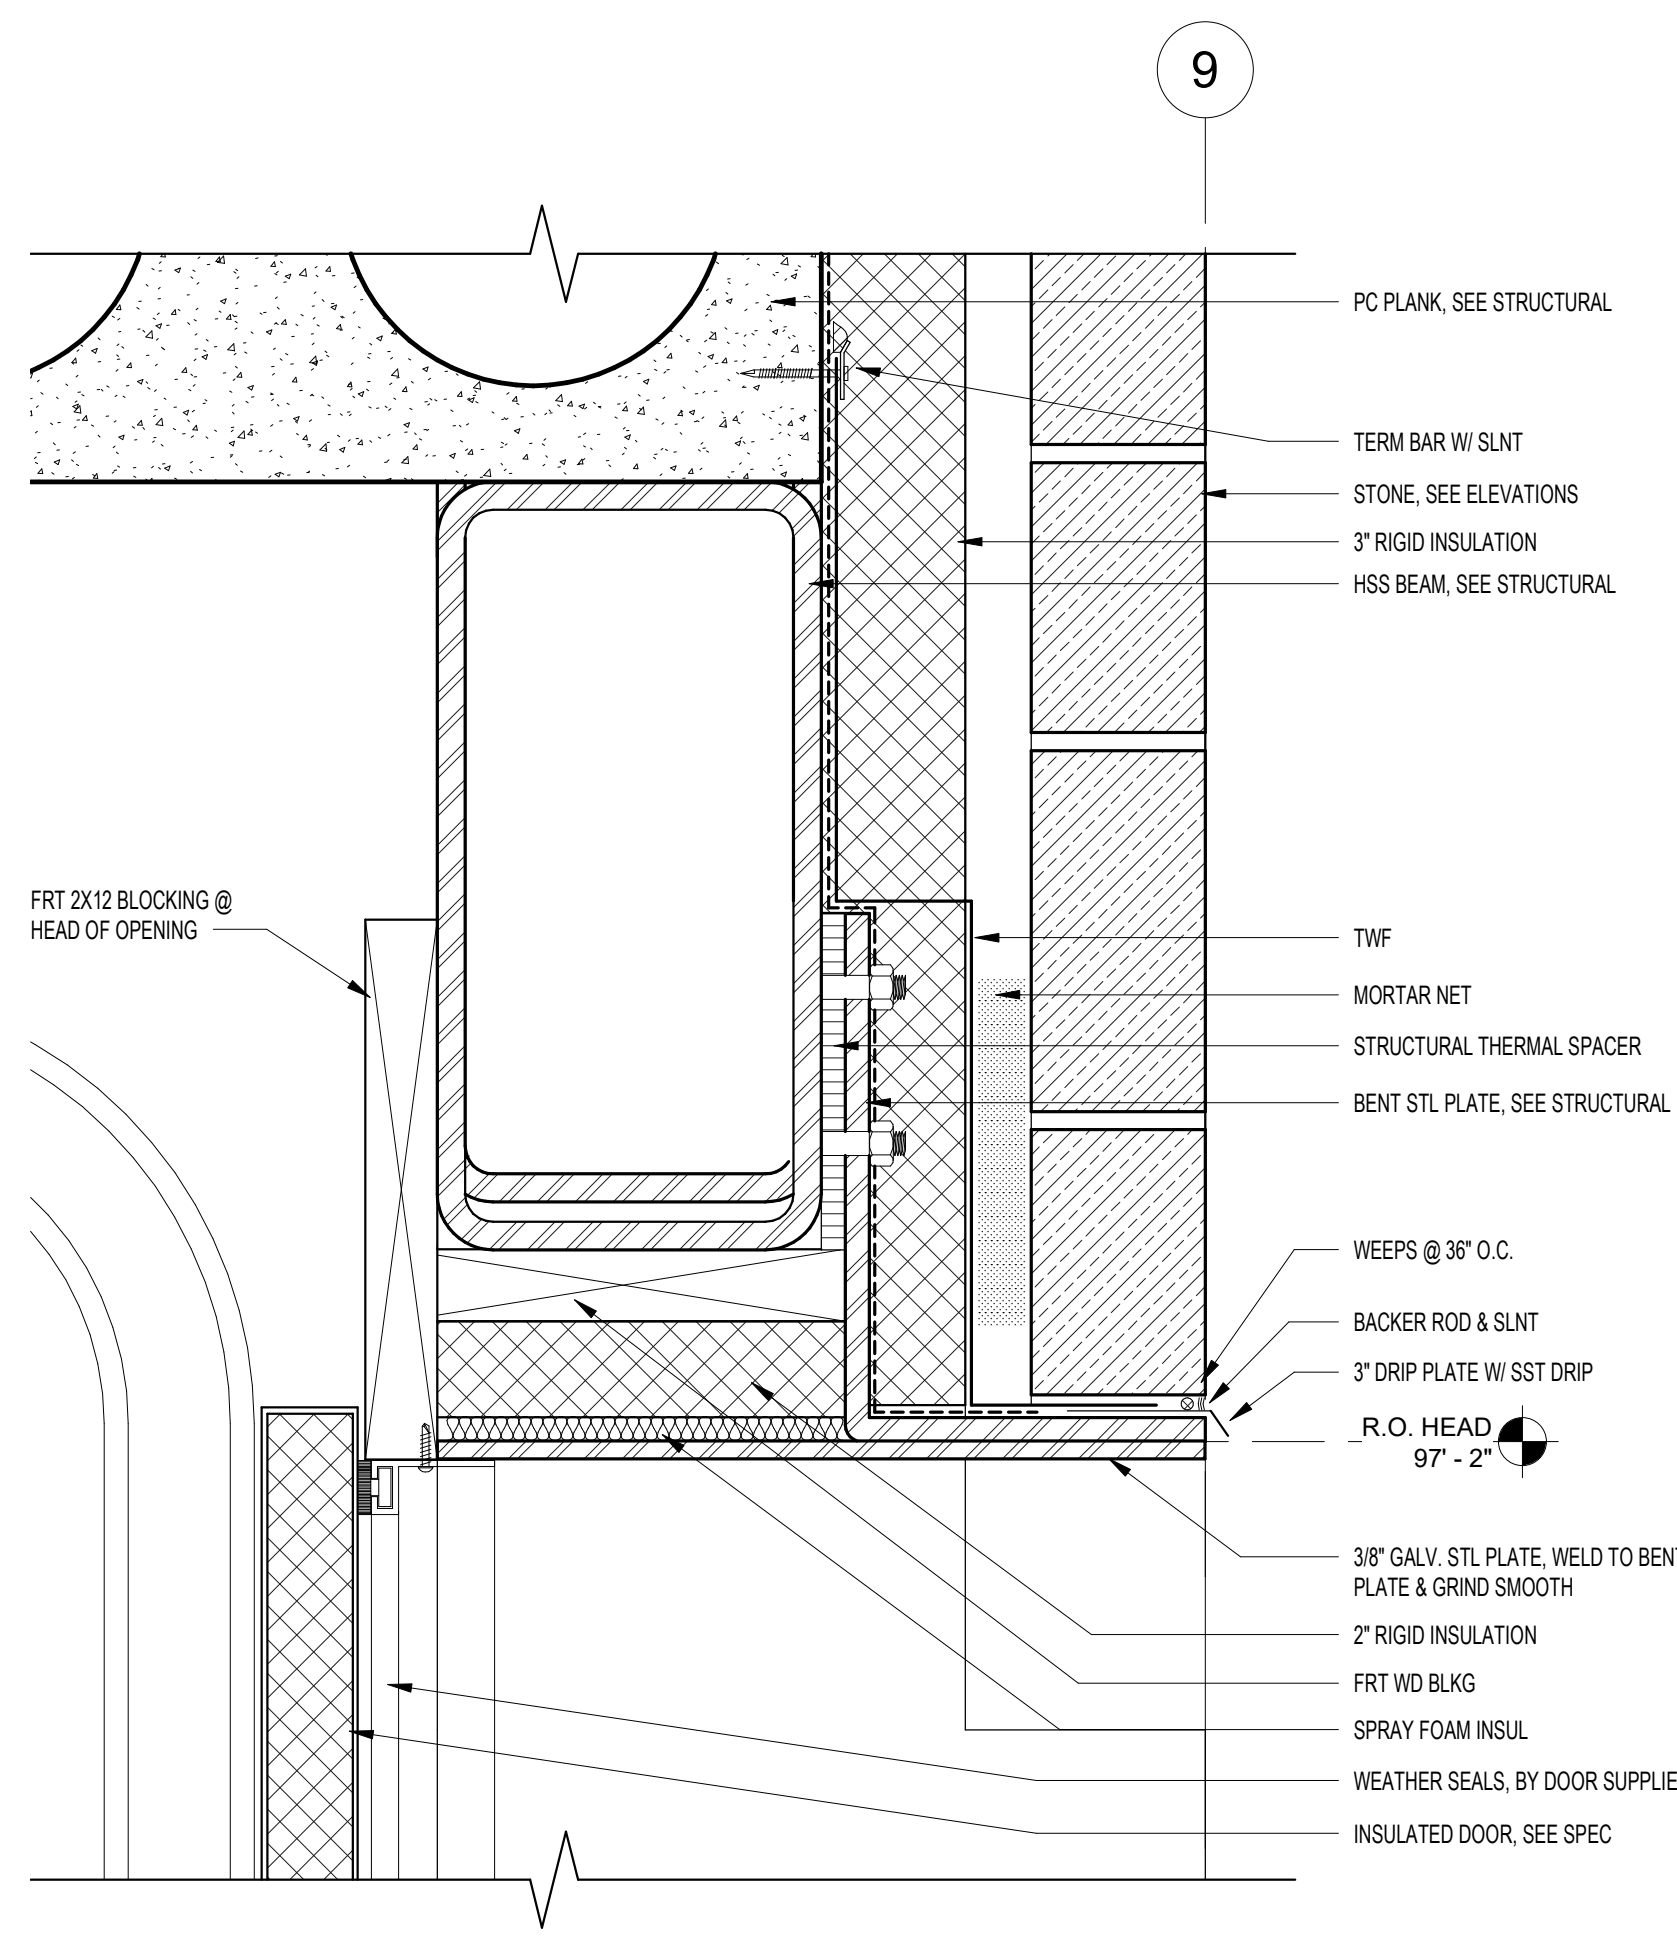 9
PC PLANK, SEE STRUCTURAL
TERM BAR W/ SLNT
STONE, SEE ELEVATIONS
3" RIGID INSULATION
HSS BEAM, SEE STRUCTURAL
FRT 2X12 BLOCKING @
HEAD OF OPENING
TWF
MORTAR NET
STRUCTURAL THERMAL SPACER
BENT STL PLATE, SEE STRUCTURAL
WEEPS @ 36" O.C.
BACKER ROD & SLNT
3" DRIP PLATE W/ SST DRIP
R.O. HEAD
97' - 2"
3/8" GALV. STL PLATE, WELD TO BENT
PLATE & GRIND SMOOTH
2" RIGID INSULATION
FRT WD BLKG
SPRAY FOAM INSUL
WEATHER SEALS, BY DOOR SUPPLIE
INSULATED DOOR, SEE SPEC